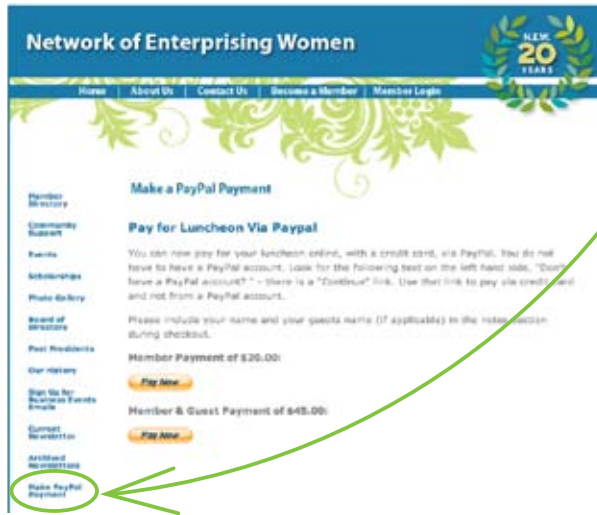 Network of Enterprising Women
N.E.W.
20
YEARS
Home | About Us | Contact Us | Become a Member | Member Login
Make a PayPal Payment
Pay for Luncheon Via Paypal
You can now pay for your luncheon online, with a credit card, via PayPal. You do not
have to have a PayPal account. Look for the following text on the left hand side, "Don't
have a PayPal account?" - there is a "Continue" link. Use that link to pay via credit card
and not from a PayPal account.
Please include your name and your guests name (if applicable) in the notes section
during checkout.
Member Payment of $20.00:
Pay Now
Member & Guest Payment of $45.00:
Pay Now
Member
Directory
Community
Support
Events
Scholarships
Photo Gallery
Board of
Directors
Past Presidents
Our History
Sign Up for
Business Events
Emails
Current
Newsletter
Archived
Newsletters
Make PayPal
Payment